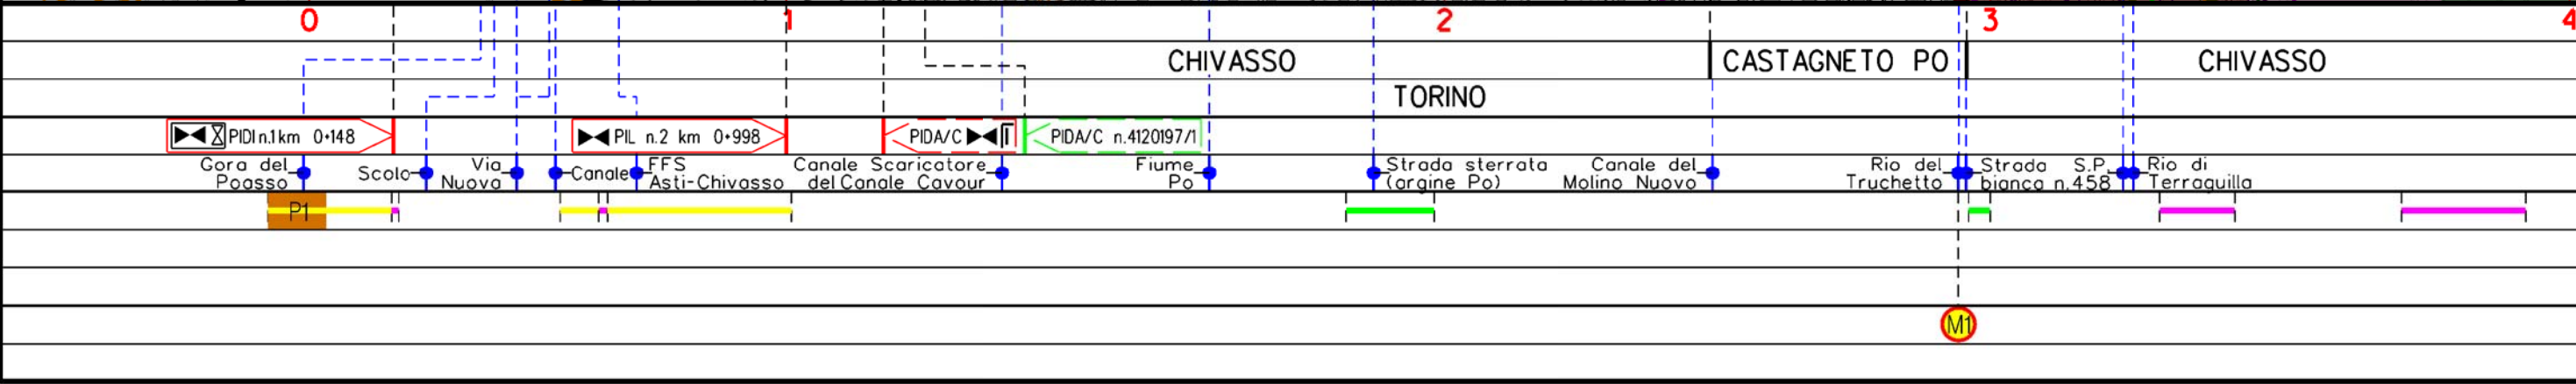 0 1 2 3 4
CHIVASSO CASTAGNETO PO CHIVASSO
TORINO
PIDI n.1 km 0+148
PIL n.2 km 0+998
PIDA/C
PIDA/C n.4120197/1
Gora del
Poasso
Scolo
Via
Nuova
Canale
FFS
Asti-Chivasso
Canale Scaricatore
del Canale Cavour
Fiume
Po
Strada sterrata
(argine Po)
Canale del
Molino Nuovo
Rio del
Truchetto
Strada
bianca
S.P.
n.458
Rio di
Terraquilla
P1
M1